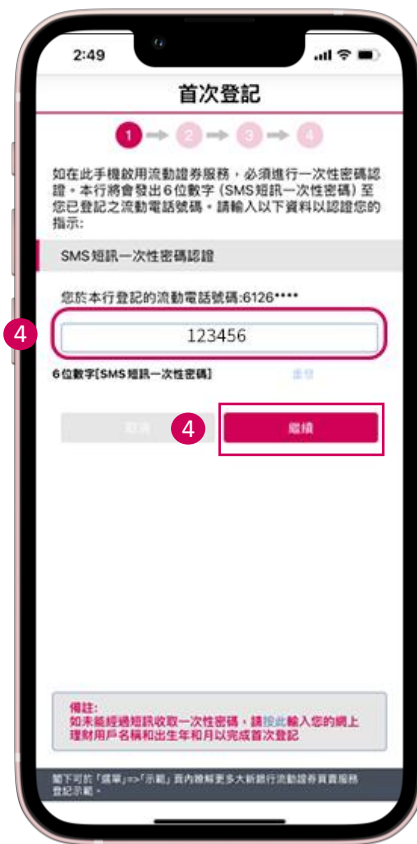 2:49
首次登記
1 2 3 4
如在此手機啟用流動證券服務，必須進行一次性密碼認
證。本行將會發出6位數字 (SMS短訊一次性密碼) 至
您已登記之流動電話號碼。請輸入以下資料以認證您的
指示:
SMS短訊一次性密碼認證
您於本行登記的流動電話號碼:6126****
4
123456
6位數字[SMS短訊一次性密碼] 重發
取消 4 繼續
備註:
如未能經過短訊收取一次性密碼，請按此輸入您的網上
理財用戶名稱和出生年和月以完成首次登記
閣下可於「選單」=>「示範」頁內瞭解更多大新銀行流動證券買賣服務
登記示範。